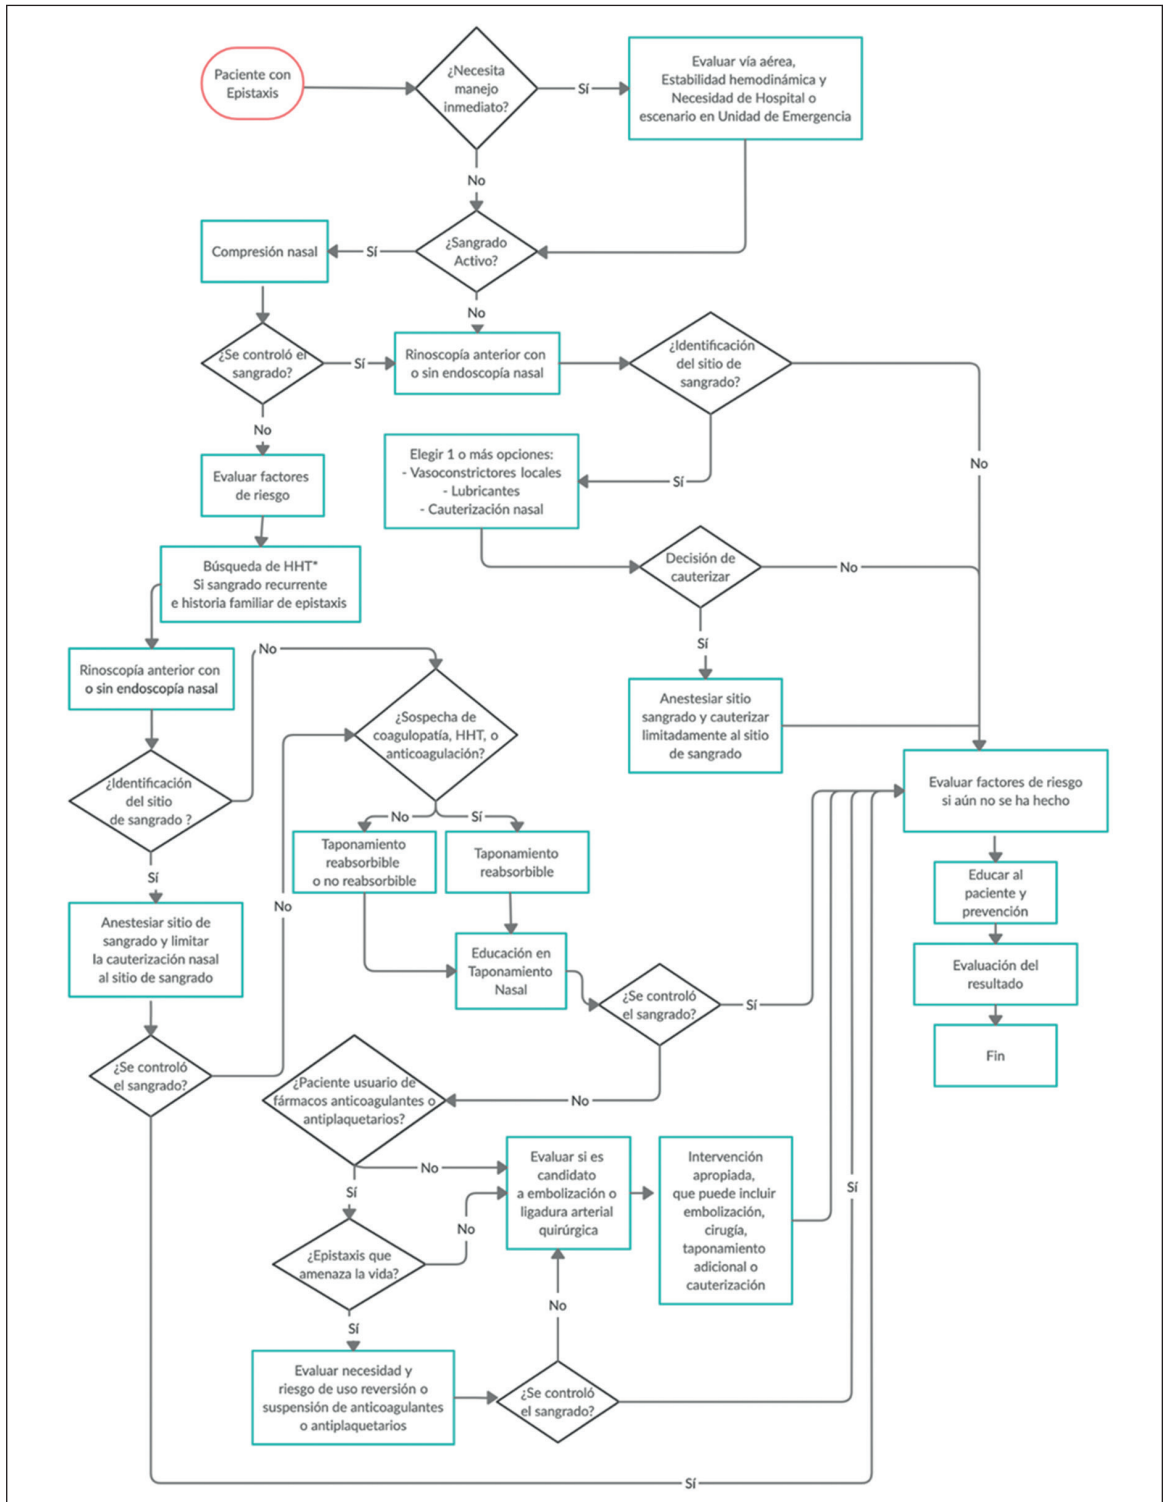 Paciente con
Epistaxis
¿Necesita
manejo
inmediato?
Sí
Evaluar vía aérea,
Estabilidad hemodinámica y
Necesidad de Hospital o
escenario en Unidad de Emergencia
No
¿Sangrado
Activo?
Sí
Compresión nasal
No
¿Se controló el
sangrado?
Sí
Rinoscopía anterior con
o sin endoscopía nasal
¿Identificación
del sitio de
sangrado?
No
No
Evaluar factores
de riesgo
Elegir 1 o más opciones:
- Vasoconstrictores locales
- Lubricantes
- Cauterización nasal
Sí
Decisión de
cauterizar
No
Búsqueda de HHT*
Si sangrado recurrente
e historia familiar de epistaxis
Sí
Anestesiar sitio
sangrado y cauterizar
limitadamente al sitio
de sangrado
Rinoscopía anterior con
o sin endoscopía nasal
No
¿Sospecha de
coagulopatía, HHT, o
anticoagulación?
¿Identificación
del sitio
de sangrado ?
Evaluar factores de riesgo
si aún no se ha hecho
No
Sí
Taponamiento
reabsorbible
o no reabsorbible
Taponamiento
reabsorbible
Educar al
paciente y
prevención
Sí
No
Anestesiar sitio de
sangrado y limitar
la cauterización nasal
al sitio de sangrado
Educación en
Taponamiento
Nasal
¿Se controló
el sangrado?
Sí
Evaluación del
resultado
Fin
¿Se controló
el sangrado?
¿Paciente usuario de
fármacos anticoagulantes o
antiplaquetarios?
No
No
Sí
Evaluar si es
candidato
a embolización o
ligadura arterial
quirúrgica
Intervención
apropiada,
que puede incluir
embolización,
cirugía,
taponamiento
adicional o
cauterización
Sí
No
¿Epistaxis que
amenaza la vida?
No
Sí
Evaluar necesidad y
riesgo de uso reversión o
suspensión de anticoagulantes
o antiplaquetarios
¿Se controló
el sangrado?
Sí